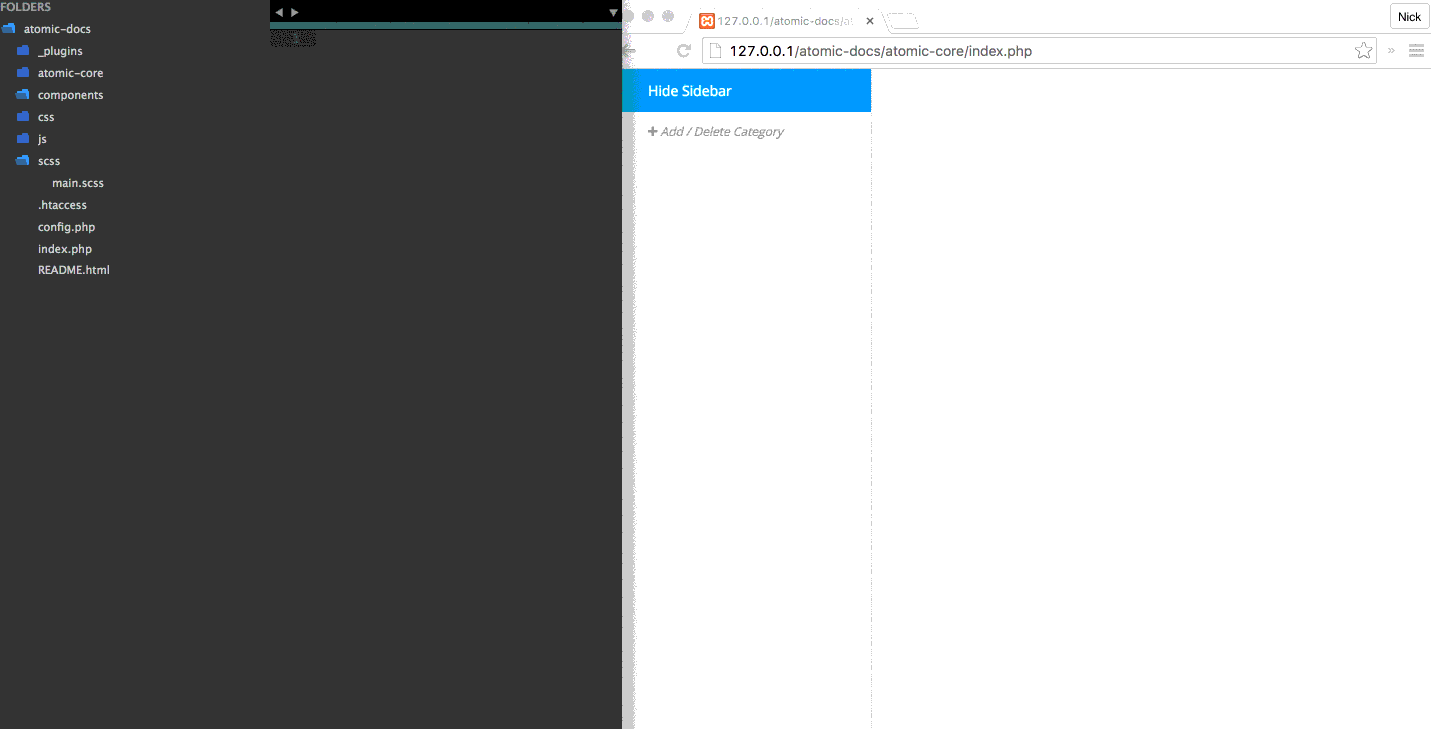 FOLDERS
atomic-docs
_plugins
atomic-core
components
css
js
scss
main.scss
.htaccess
config.php
index.php
README.html
127.0.0.1/atomic-docs/at
Nick
127.0.0.1/atomic-docs/atomic-core/index.php
Hide Sidebar
+ Add / Delete Category